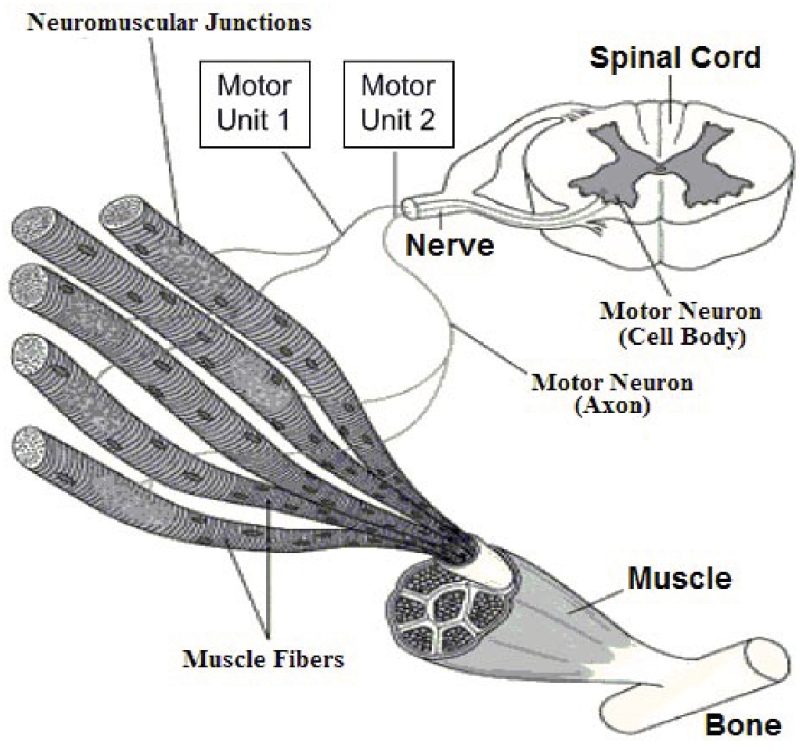 Neuromuscular Junctions
Motor
Unit 1
Motor
Unit 2
Spinal Cord
Nerve
Motor Neuron
(Cell Body)
Motor Neuron
(Axon)
Muscle
Muscle Fibers
Bone